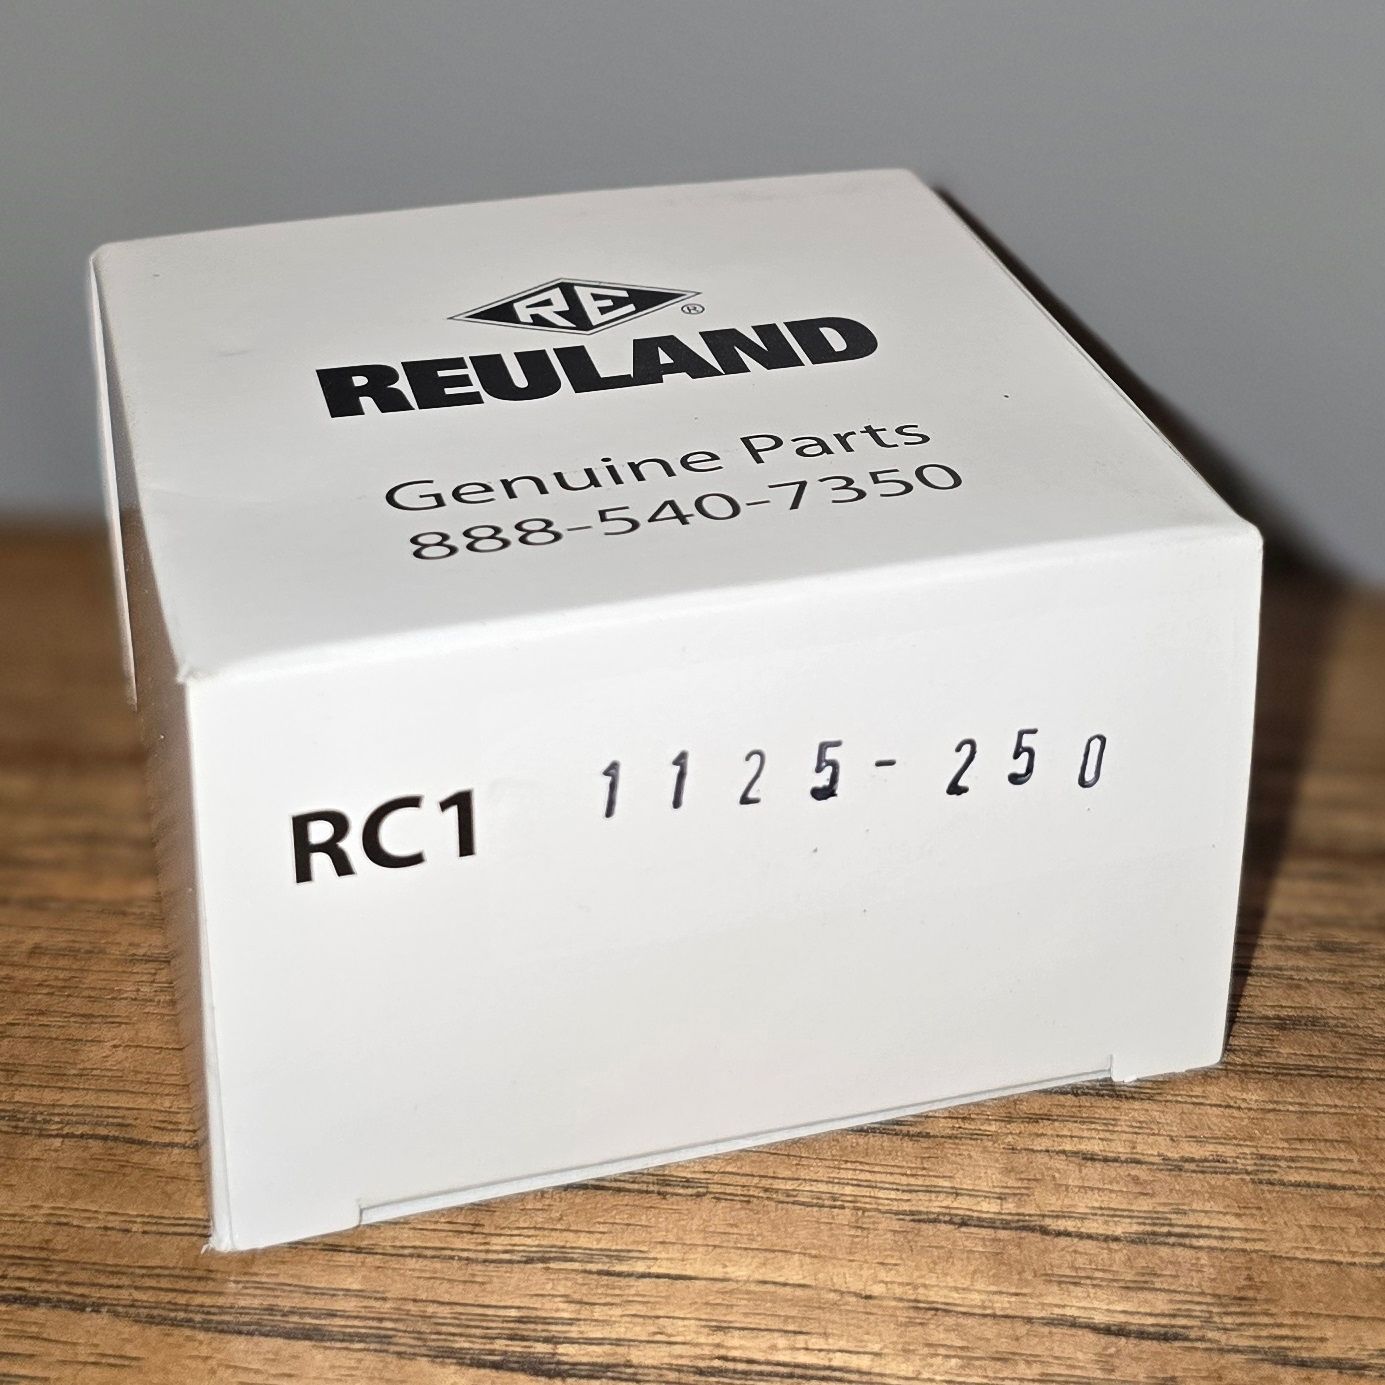 RE®
REULAND
Genuine Parts
888-540-7350
RC1 1125-250